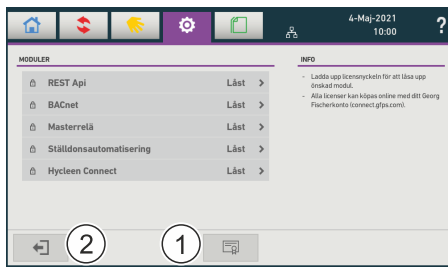 4-Maj-2021
10:00
?
MODULER
REST Api Låst >
BACnet Låst >
Masterrelä Låst >
Ställdonsautomatisering Låst >
Hycleen Connect Låst >
INFO
- Ladda upp licensnyckeln för att låsa upp
önskad modul.
- Alla licenser kan köpas online med ditt Georg
Fischerkonto (connect.gfps.com).
2
1